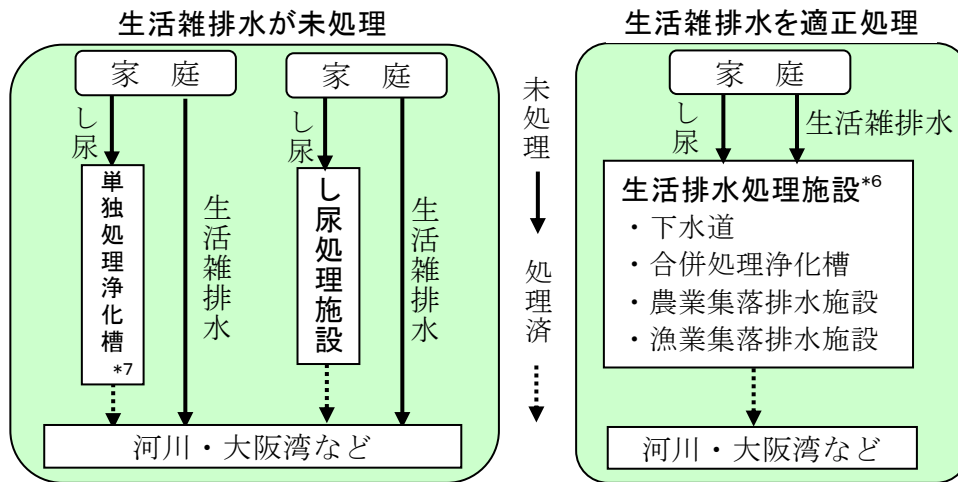 生活雑排水が未処理
家　庭
家　庭
し尿
し尿
単独処理浄化槽
*7
生活雑排水
し尿処理施設
生活雑排水
河川・大阪湾など
未処理
処理済
生活雑排水を適正処理
家　庭
し尿
生活雑排水
生活排水処理施設*6
・下水道
・合併処理浄化槽
・農業集落排水施設
・漁業集落排水施設
河川・大阪湾など